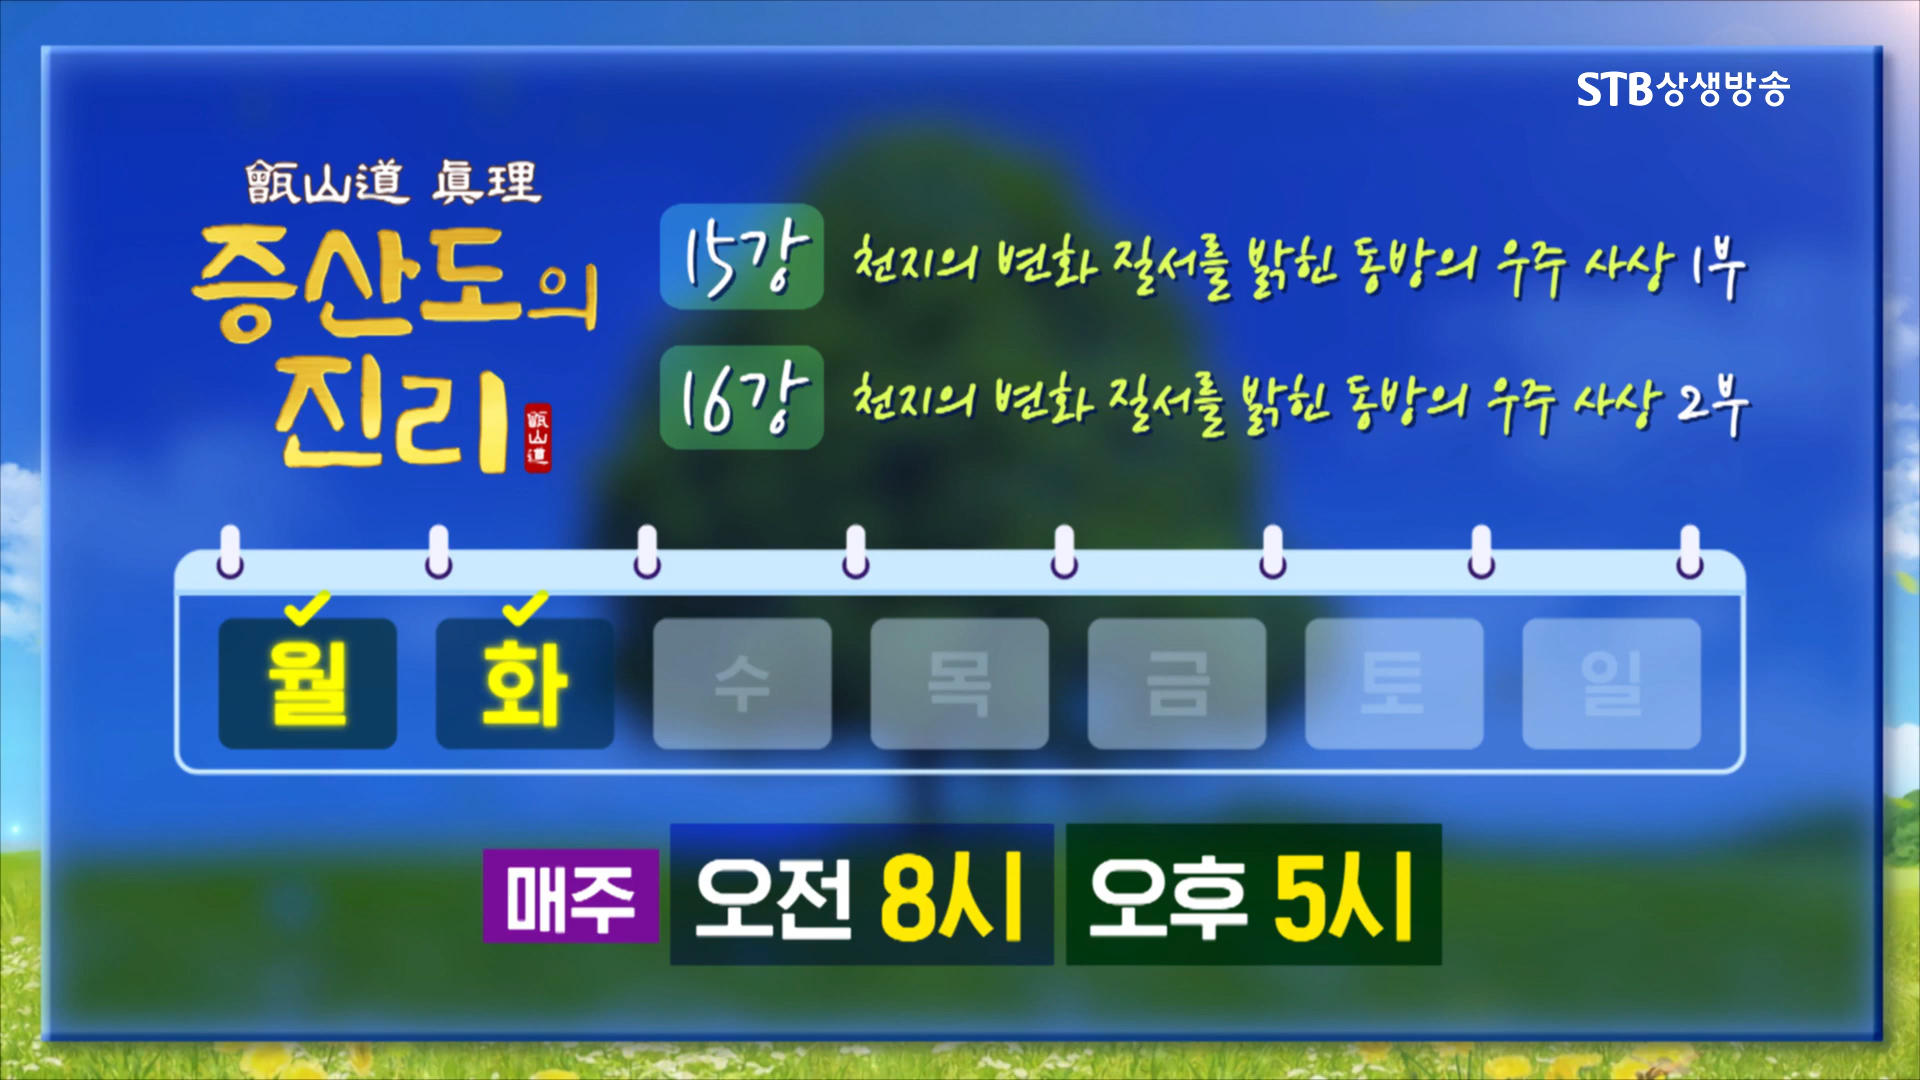 STB상생방송
甑山道 眞理
증산도의
진리
甑山道
15강 천지의 변화 질서를 밝힌 동방의 우주 사상 1부
16강 천지의 변화 질서를 밝힌 동방의 우주 사상 2부
월 화 수 목 금 토 일
매주 오전 8시 오후 5시